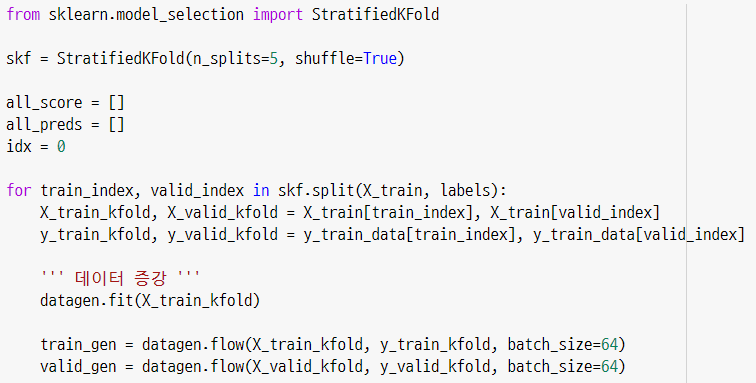 from sklearn.model_selection import StratifiedKFold
skf = StratifiedKFold(n_splits=5, shuffle=True)
all_score = []
all_preds = []
idx = 0
for train_index, valid_index in skf.split(X_train, labels):
X_train_kfold, X_valid_kfold = X_train[train_index], X_train[valid_index]
y_train_kfold, y_valid_kfold = y_train_data[train_index], y_train_data[valid_index]
''' 데이터 증강 '''
datagen.fit(X_train_kfold)
train_gen = datagen.flow(X_train_kfold, y_train_kfold, batch_size=64)
valid_gen = datagen.flow(X_valid_kfold, y_valid_kfold, batch_size=64)